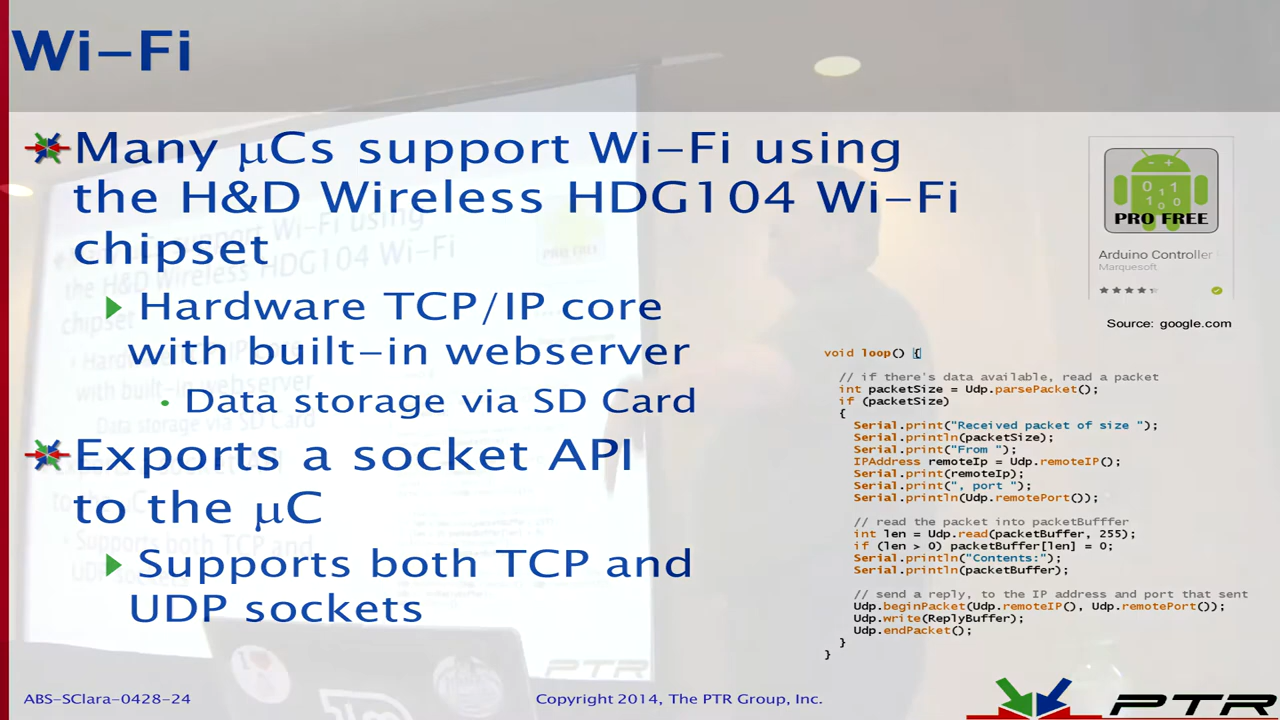 Wi-Fi
Many μCs support Wi-Fi using
the H&D Wireless HDG104 Wi-Fi
chipset
Hardware TCP/IP core
with built-in webserver
Data storage via SD Card
Exports a socket API
to the μC
Supports both TCP and
UDP sockets
PRO FREE
Arduino Controller
Marquesoft
Source: google.com
void loop() {
// if there's data available, read a packet
int packetSize = Udp.parsePacket();
if (packetSize)
{
Serial.print("Received packet of size ");
Serial.println(packetSize);
Serial.print("From ");
IPAddress remoteIp = Udp.remoteIP();
Serial.print(remoteIp);
Serial.print(", port ");
Serial.println(Udp.remotePort());
// read the packet into packetBufffer
int len = Udp.read(packetBuffer, 255);
if (len > 0) packetBuffer[len] = 0;
Serial.println("Contents:");
Serial.println(packetBuffer);
// send a reply, to the IP address and port that sent
Udp.beginPacket(Udp.remoteIP(), Udp.remotePort());
Udp.write(ReplyBuffer);
Udp.endPacket();
}
}
ABS-SClara-0428-24
Copyright 2014, The PTR Group, Inc.
PTR